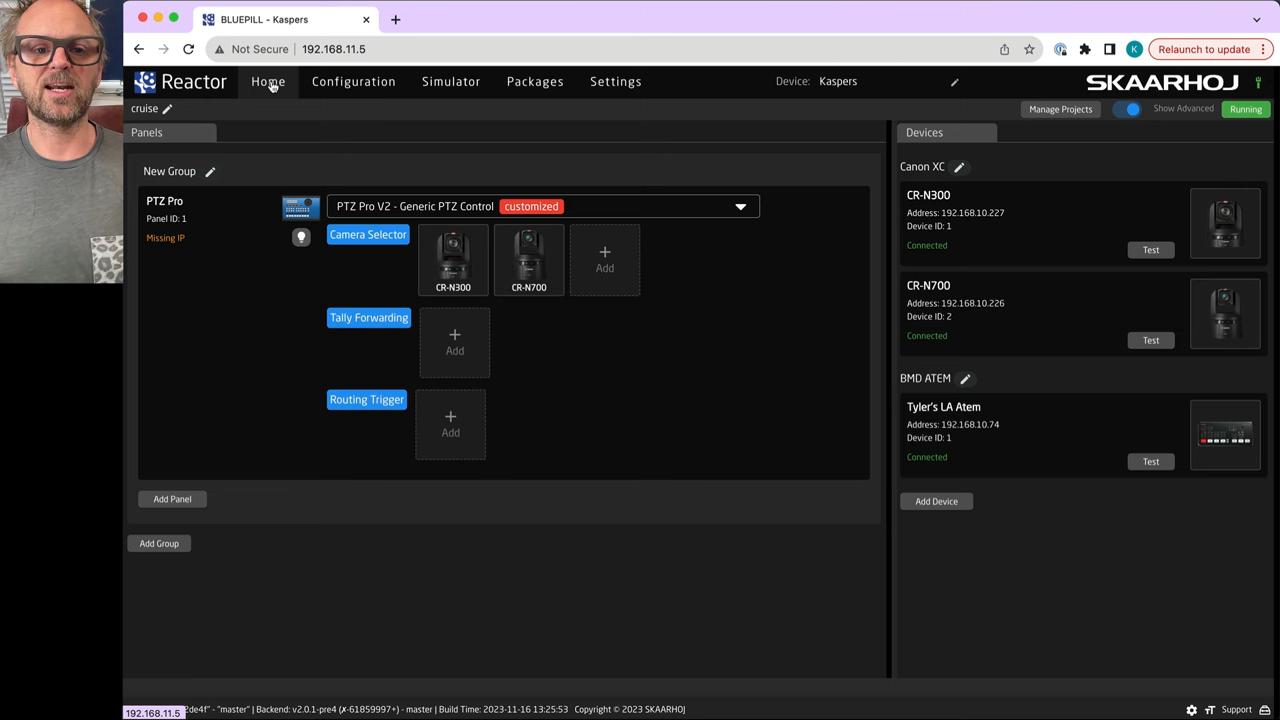 BLUEPILL - Kaspers
Not Secure 192.168.11.5
K Relaunch to update
Reactor Home Configuration Simulator Packages Settings Device: Kaspers SKAARHOJ
cruise Manage Projects Show Advanced Running
Panels
New Group
PTZ Pro
Panel ID: 1
Missing IP
PTZ Pro V2 - Generic PTZ Control customized
Camera Selector
CR-N300
CR-N700
+
Add
Tally Forwarding
+
Add
Routing Trigger
+
Add
Add Panel
Add Group
Devices
Canon XC
CR-N300
Address: 192.168.10.227
Device ID: 1
Connected
Test
CR-N700
Address: 192.168.10.226
Device ID: 2
Connected
Test
BMD ATEM
Tyler's LA Atem
Address: 192.168.10.74
Device ID: 1
Connected
Test
Add Device
192.168.11.5
de4f" - "master" | Backend: v2.0.1-pre4 (✗-61859997+) - master | Build Time: 2023-11-16 13:25:53 Copyright © 2023 SKAARHOJ
Support